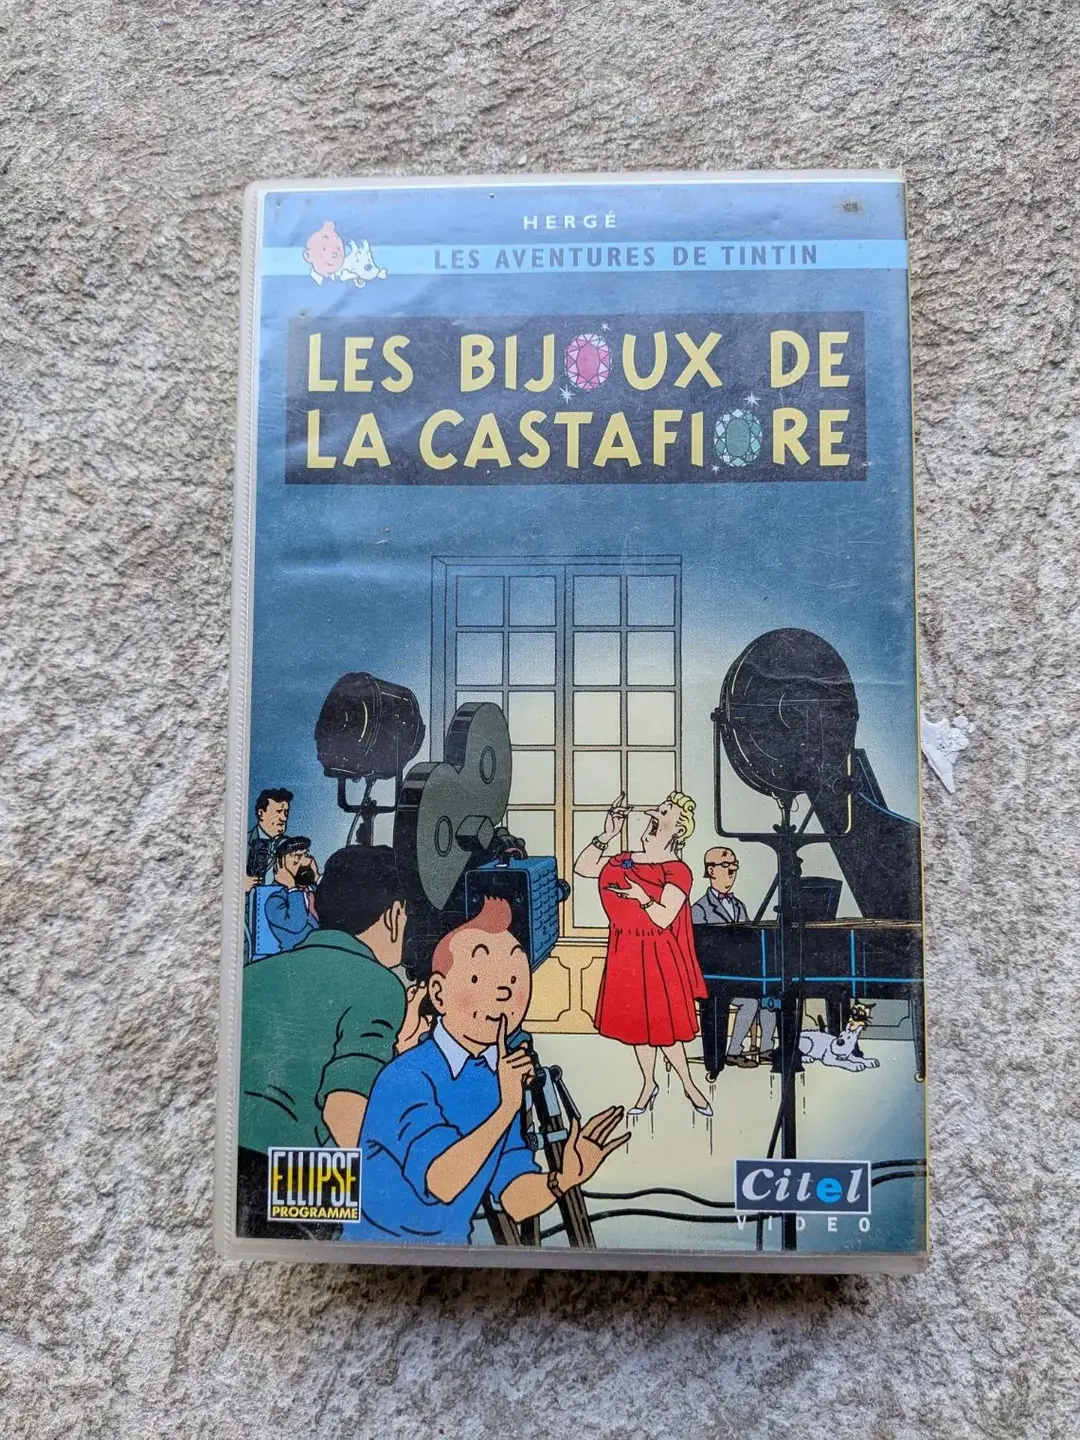 HERGÉ
LES AVENTURES DE TINTIN
LES BIJOUX DE
LA CASTAFIORE
ELLIPSE
PROGRAMME
Citel
VIDEO